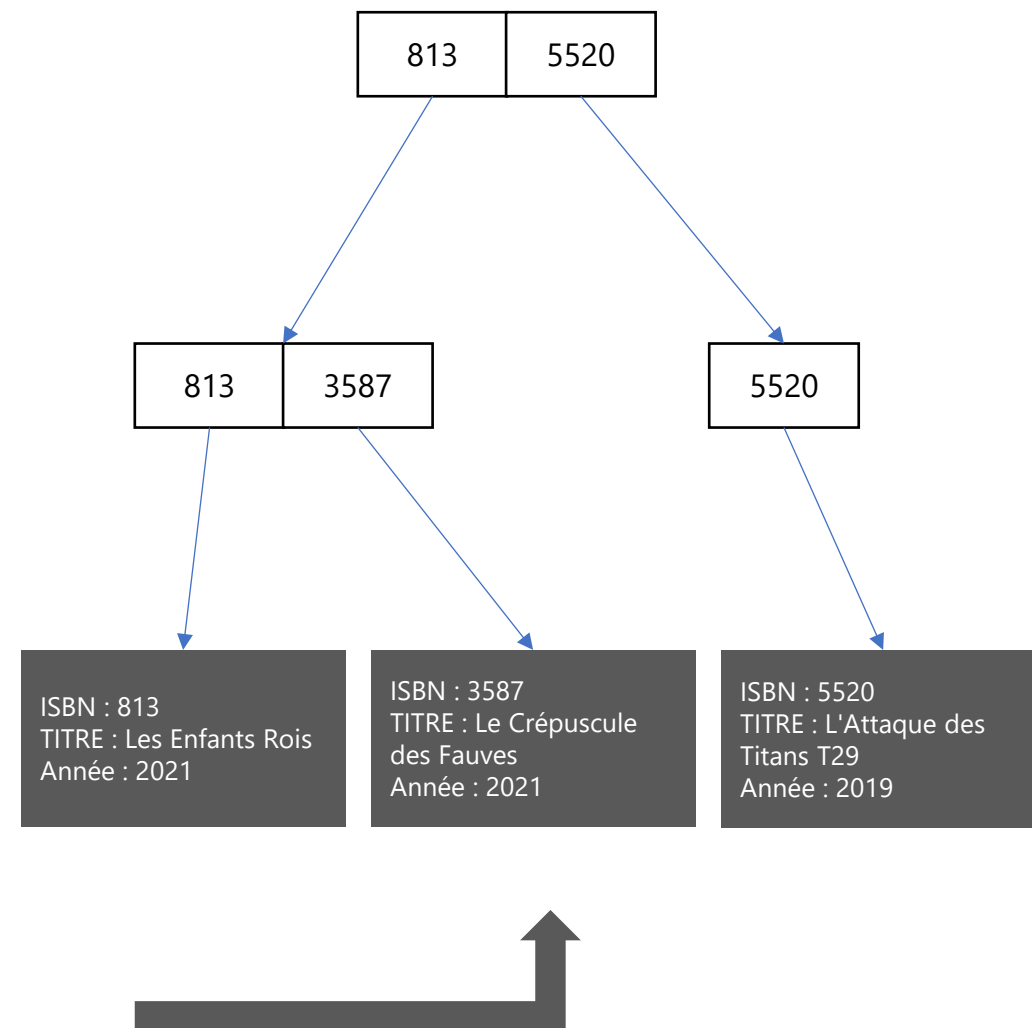 813 5520
813 3587 5520
ISBN : 813
TITRE : Les Enfants Rois
Année : 2021
ISBN : 3587
TITRE : Le Crépuscule
des Fauves
Année : 2021
ISBN : 5520
TITRE : L'Attaque des
Titans T29
Année : 2019